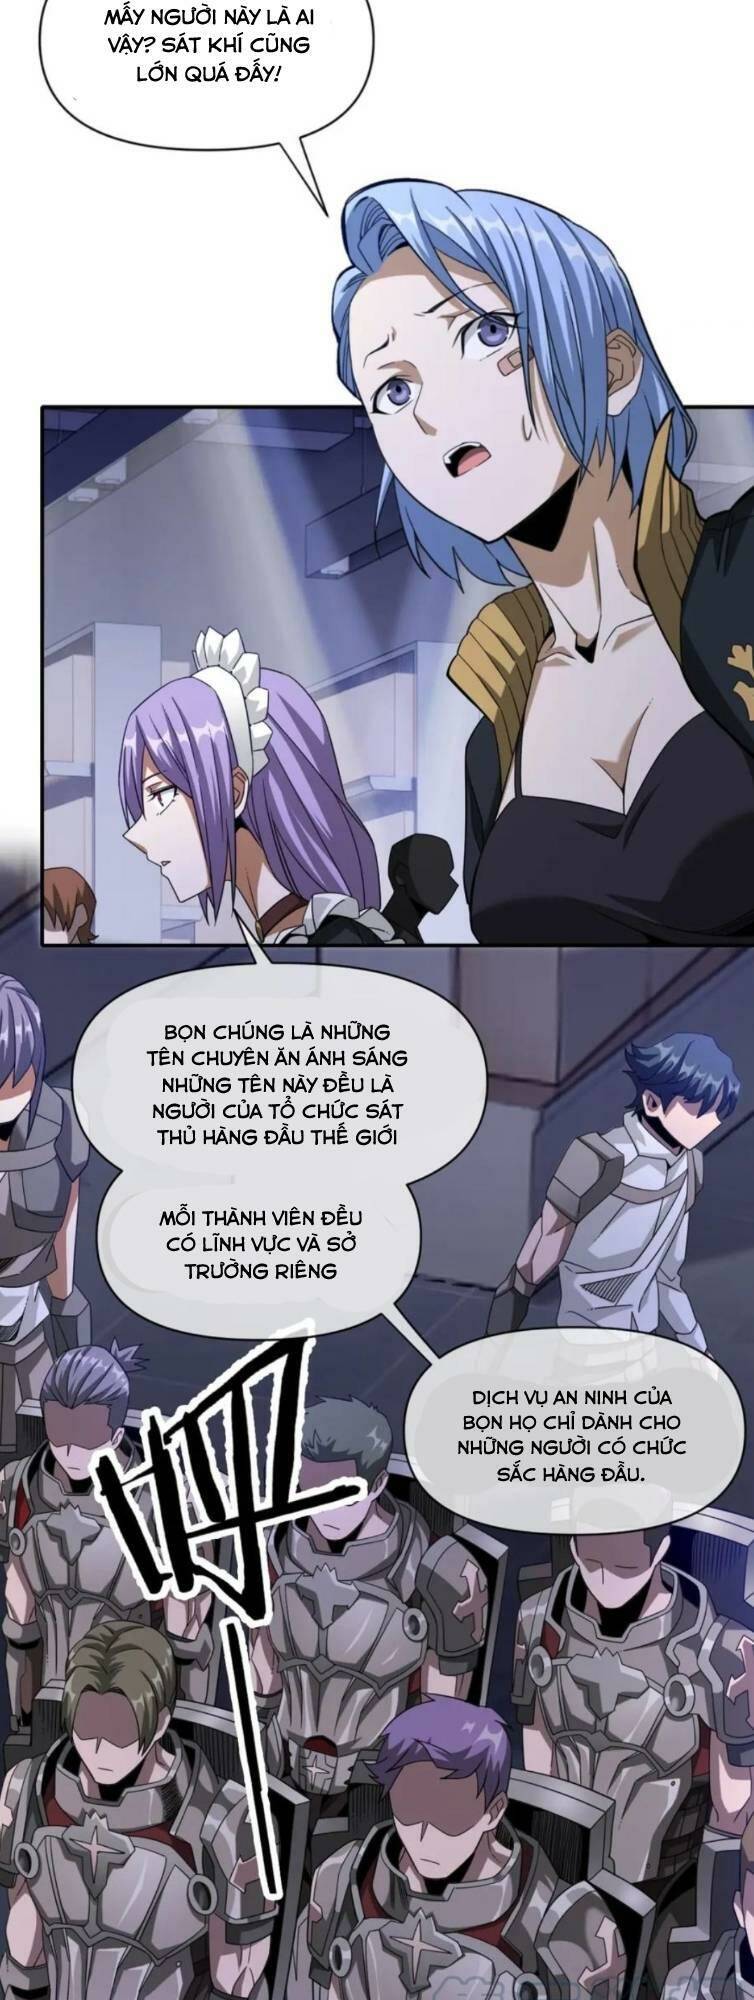 MẤY NGƯỜI NÀY LÀ AI
VẬY? SÁT KHÍ CŨNG
LỚN QUÁ ĐẤY!
BỌN CHÚNG LÀ NHỮNG
TÊN CHUYÊN ĂN ÁNH SÁNG
NHỮNG TÊN NÀY ĐỀU LÀ
NGƯỜI CỦA TỔ CHỨC SÁT
THỦ HÀNG ĐẦU THẾ GIỚI
MỖI THÀNH VIÊN ĐỀU
CÓ LĨNH VỰC VÀ SỞ
TRƯỜNG RIÊNG
DỊCH VỤ AN NINH CỦA
BỌN HỌ CHỈ DÀNH CHO
NHỮNG NGƯỜI CÓ CHỨC
SẮC HÀNG ĐẦU.